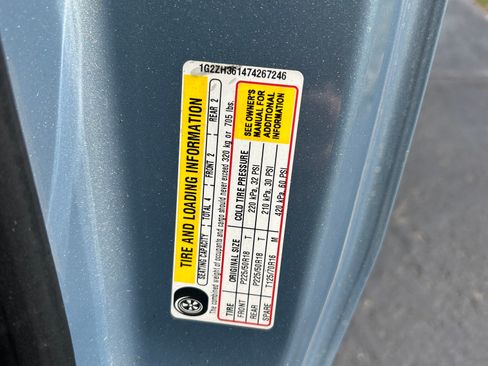 1G2ZH361474267246
TIRE AND LOADING INFORMATION
SEATING CAPACITY TOTAL 4 FRONT 2 REAR 2
The combined weight of occupants and cargo should never exceed 320 kg or 705 lbs.
TIRE ORIGINAL SIZE COLD TIRE PRESSURE
FRONT P225/50R18 T 220 kPa, 32 PSI
REAR P225/50R18 T 210 kPa, 30 PSI
SPARE T125/70R16 M 420 kPa, 60 PSI
SEE OWNER'S
MANUAL FOR
ADDITIONAL
INFORMATION